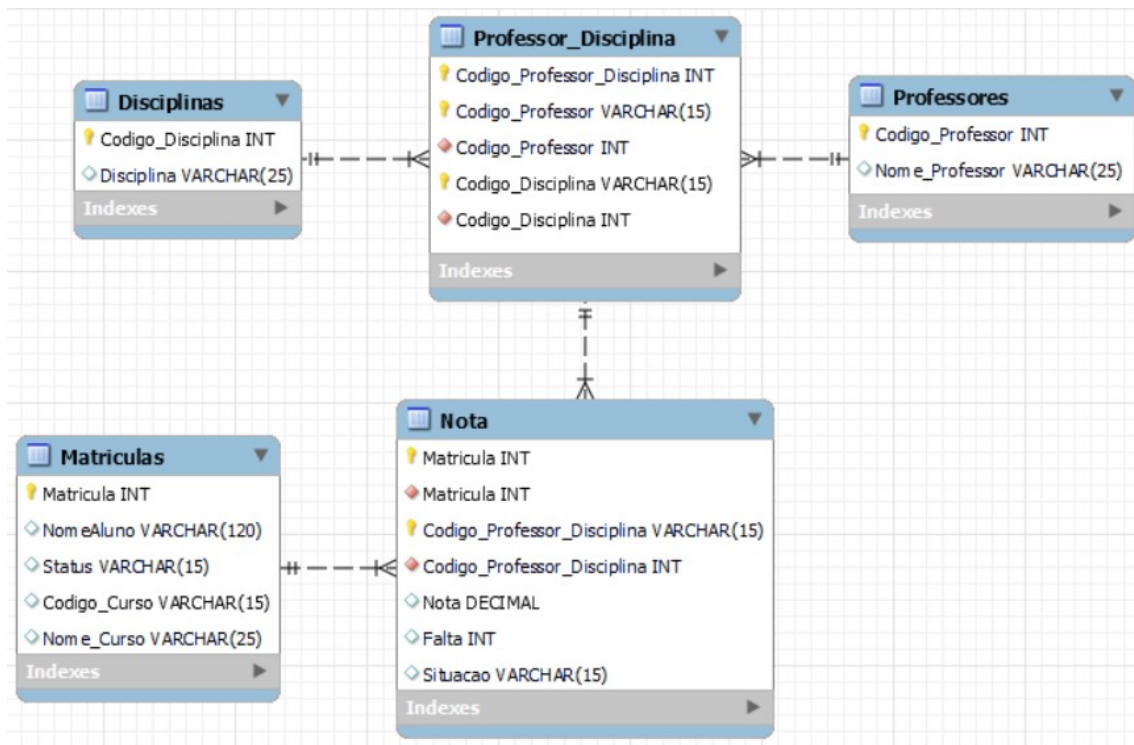 Professor_Disciplina
Codigo_Professor_Disciplina INT
Codigo_Professor VARCHAR(15)
Codigo_Professor INT
Codigo_Disciplina VARCHAR(15)
Codigo_Disciplina INT
Indexes
Disciplinas
Codigo_Disciplina INT
Disciplina VARCHAR(25)
Indexes
Professores
Codigo_Professor INT
Nome_Professor VARCHAR(25)
Indexes
Matriculas
Matricula INT
NomeAluno VARCHAR(120)
Status VARCHAR(15)
Codigo_Curso VARCHAR(15)
Nome_Curso VARCHAR(25)
Indexes
Nota
Matricula INT
Matricula INT
Codigo_Professor_Disciplina VARCHAR(15)
Codigo_Professor_Disciplina INT
Nota DECIMAL
Falta INT
Situacao VARCHAR(15)
Indexes